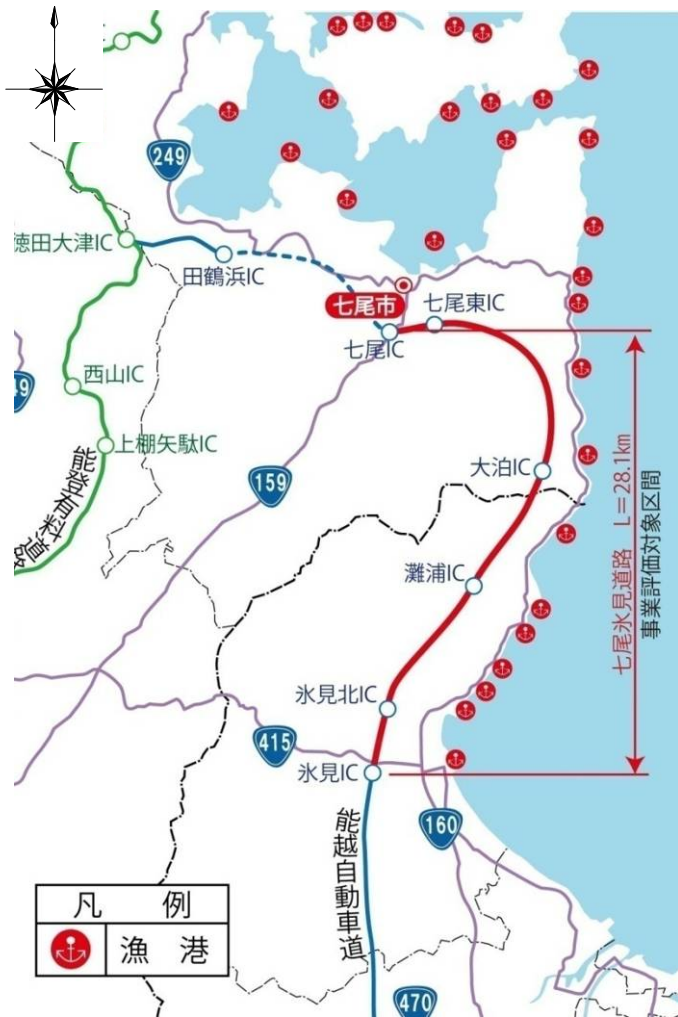 249
徳田大津IC
田鶴浜IC
七尾市
七尾東IC
七尾IC
西山IC
49
上棚矢駄IC
能登有料道路
159
大泊IC
七尾氷見道路 L=28.1km
事業評価対象区間
灘浦IC
氷見北IC
415
氷見IC
160
能越自動車道
凡 例
漁 港
470